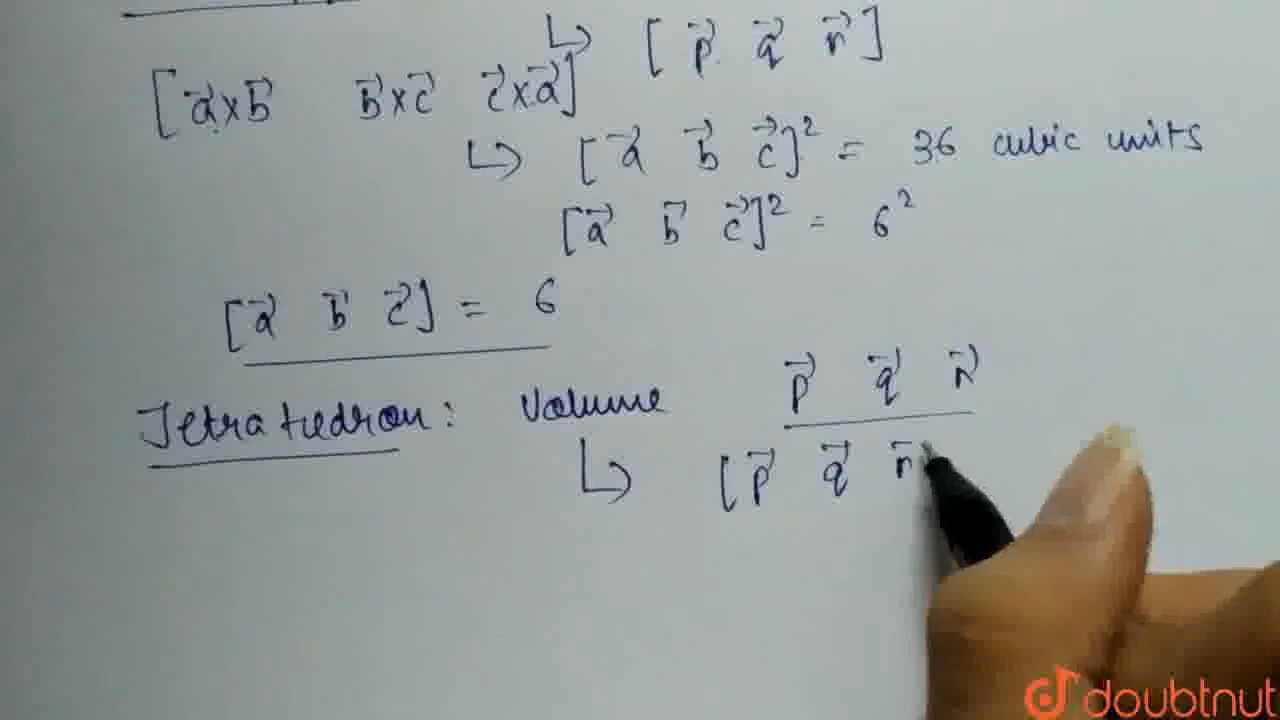 ↳ [p⃗ q⃗ r⃗]
[a⃗×b⃗ b⃗×c⃗ c⃗×a⃗]
↳ [a⃗ b⃗ c⃗]² = 36 cubic units
[a⃗ b⃗ c⃗]² = 6²
[a⃗ b⃗ c⃗] = 6
Tetrahedron: Volume p⃗ q⃗ r⃗
↳ [p⃗ q⃗ r⃗
doubtnut